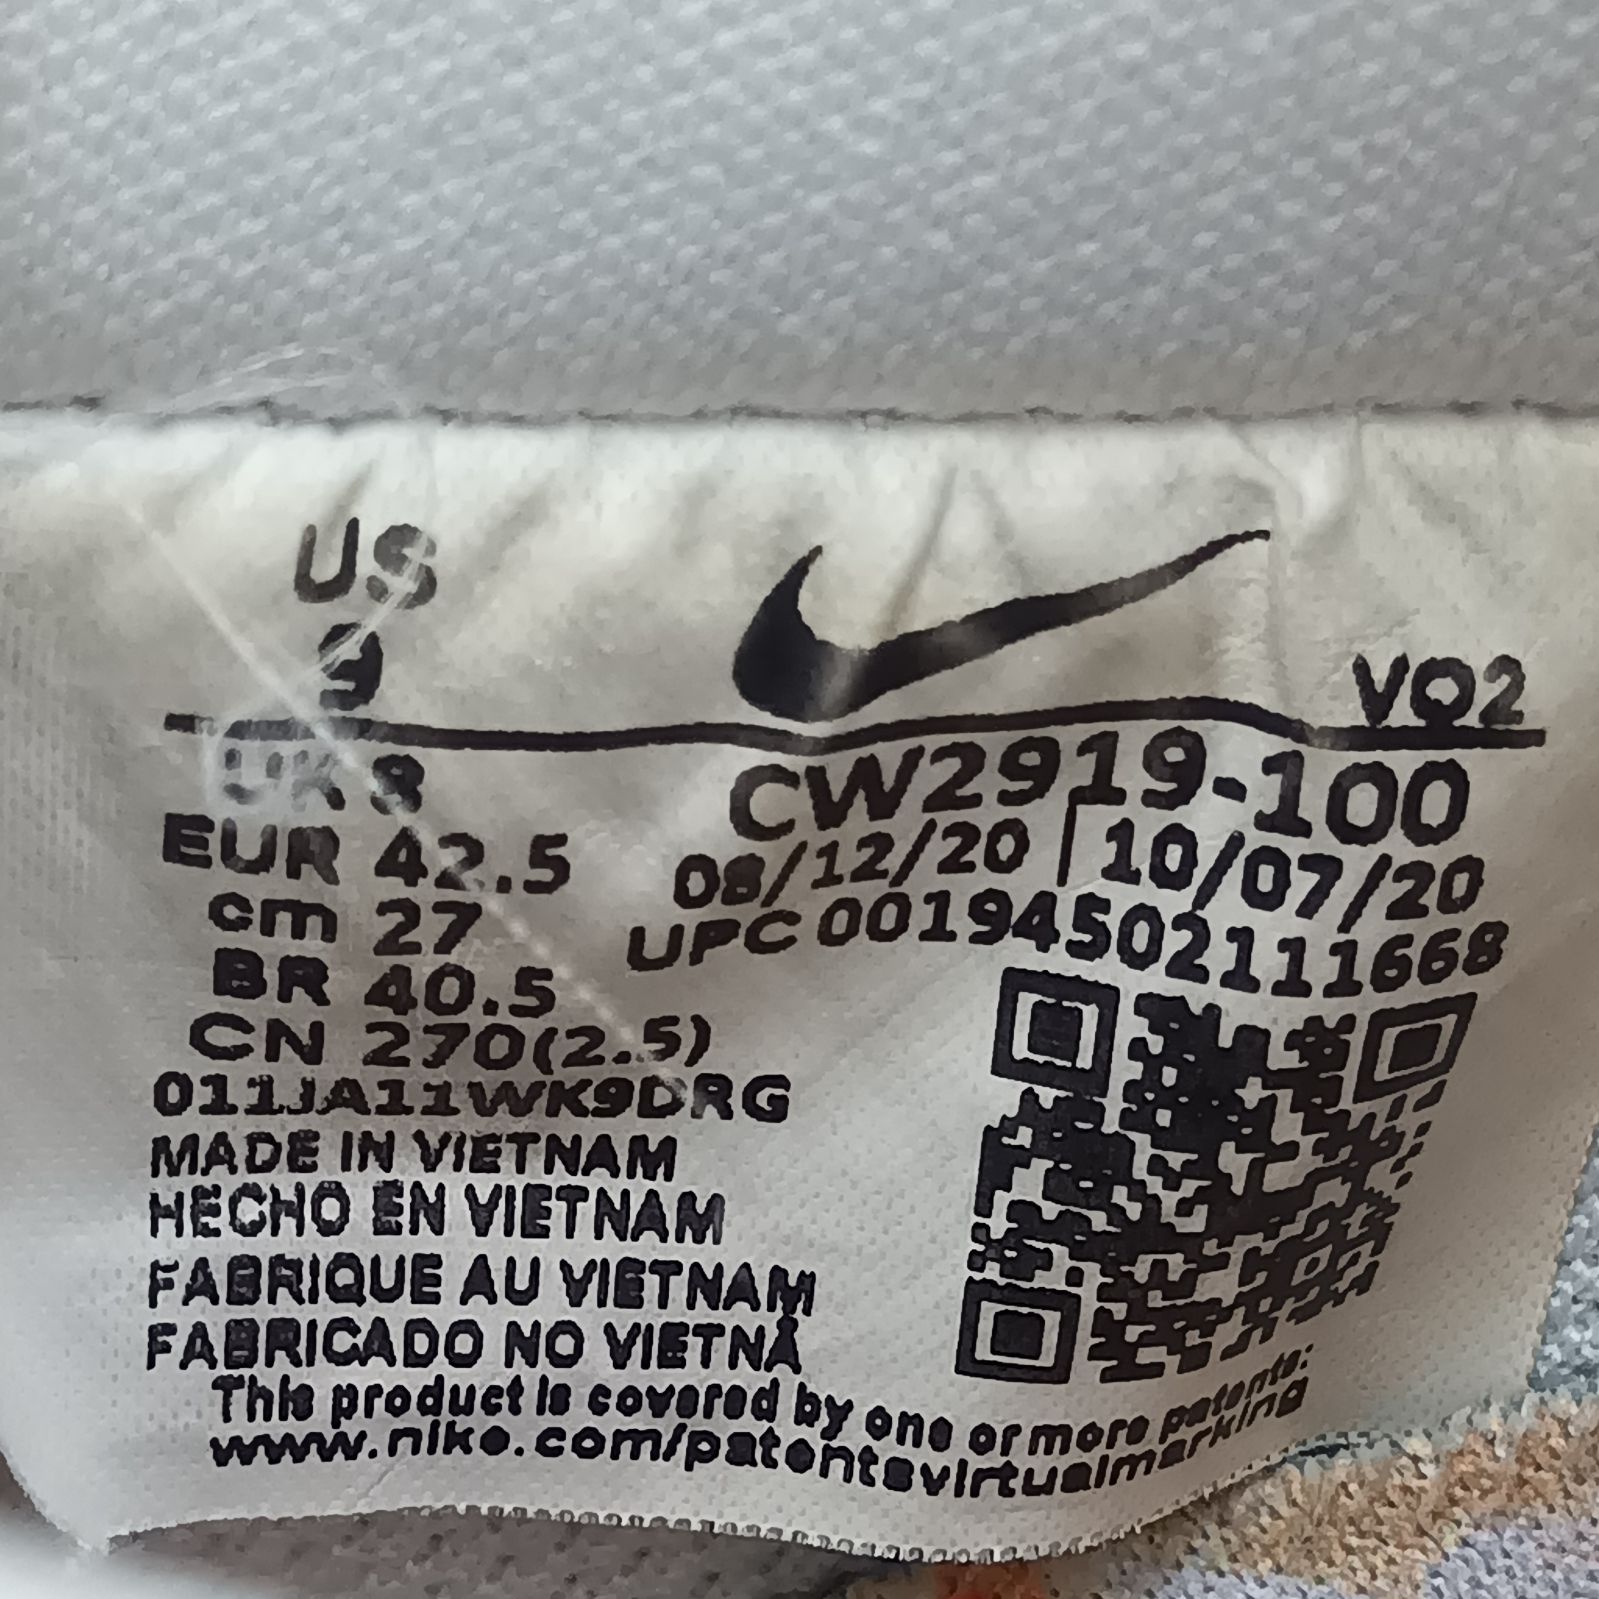 US
9
VO2
UK 8
EUR 42.5
cm 27
BR 40.5
CN 270(2.5)
CW2919-100
08/12/20 | 10/07/20
UPC 00194502111668
011JA11WK9DRG
MADE IN VIETNAM
HECHO EN VIETNAM
FABRIQUE AU VIETNAM
FABRICADO NO VIETNÃ
This product is covered by one or more patents:
www.nike.com/patentsvirtualmarking